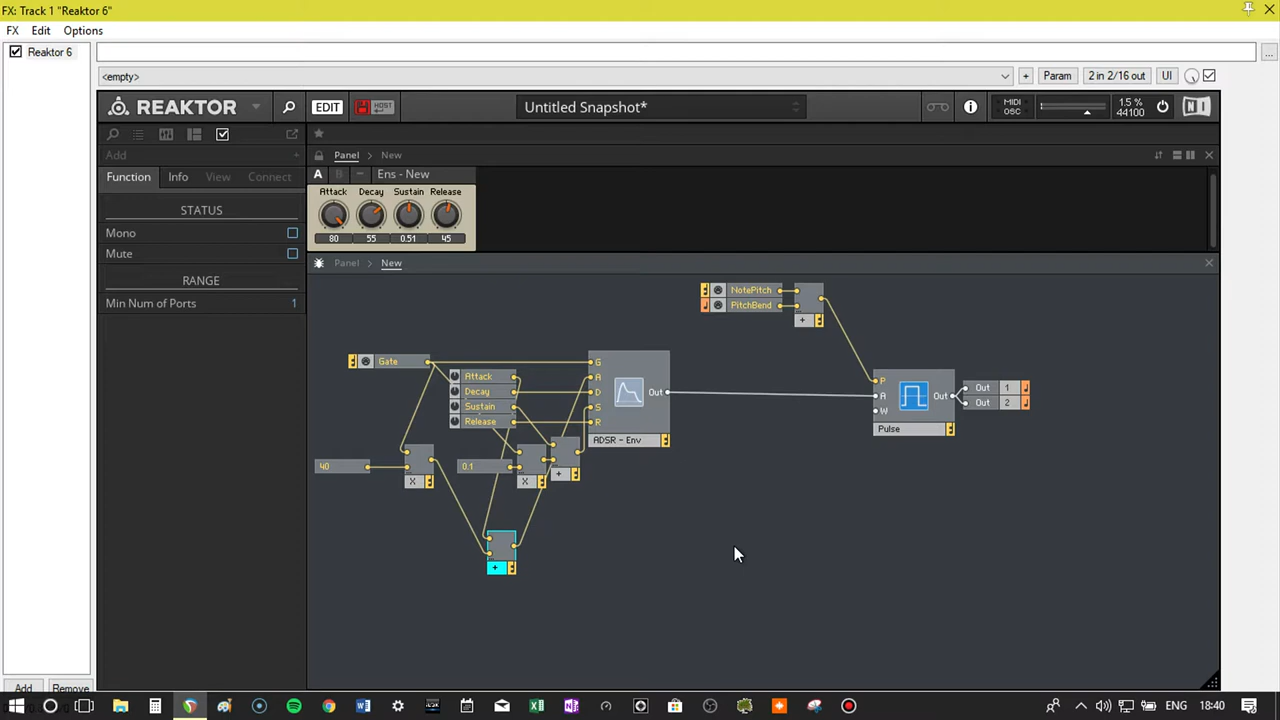 FX: Track 1 "Reaktor 6"
FX Edit Options
Reaktor 6
<empty>
+ Param 2 in 2/16 out UI
...
REAKTOR EDIT HOST Untitled Snapshot* MIDI OSC 1.5 % 44100
Add +
Panel New
Function Info View Connect
A B Ens - New
Attack Decay Sustain Release
80 55 0.51 45
STATUS
Mono
Mute
RANGE
Min Num of Ports 1
Panel New
NotePitch
PitchBend
+
Gate
G
A
D
S
R
Out
ADSR - Env
Attack
Decay
Sustain
Release
P
A
W
Out
Pulse
Out 1
Out 2
40
X
0.1
X
+
+
Add Remove
ENG 18:40